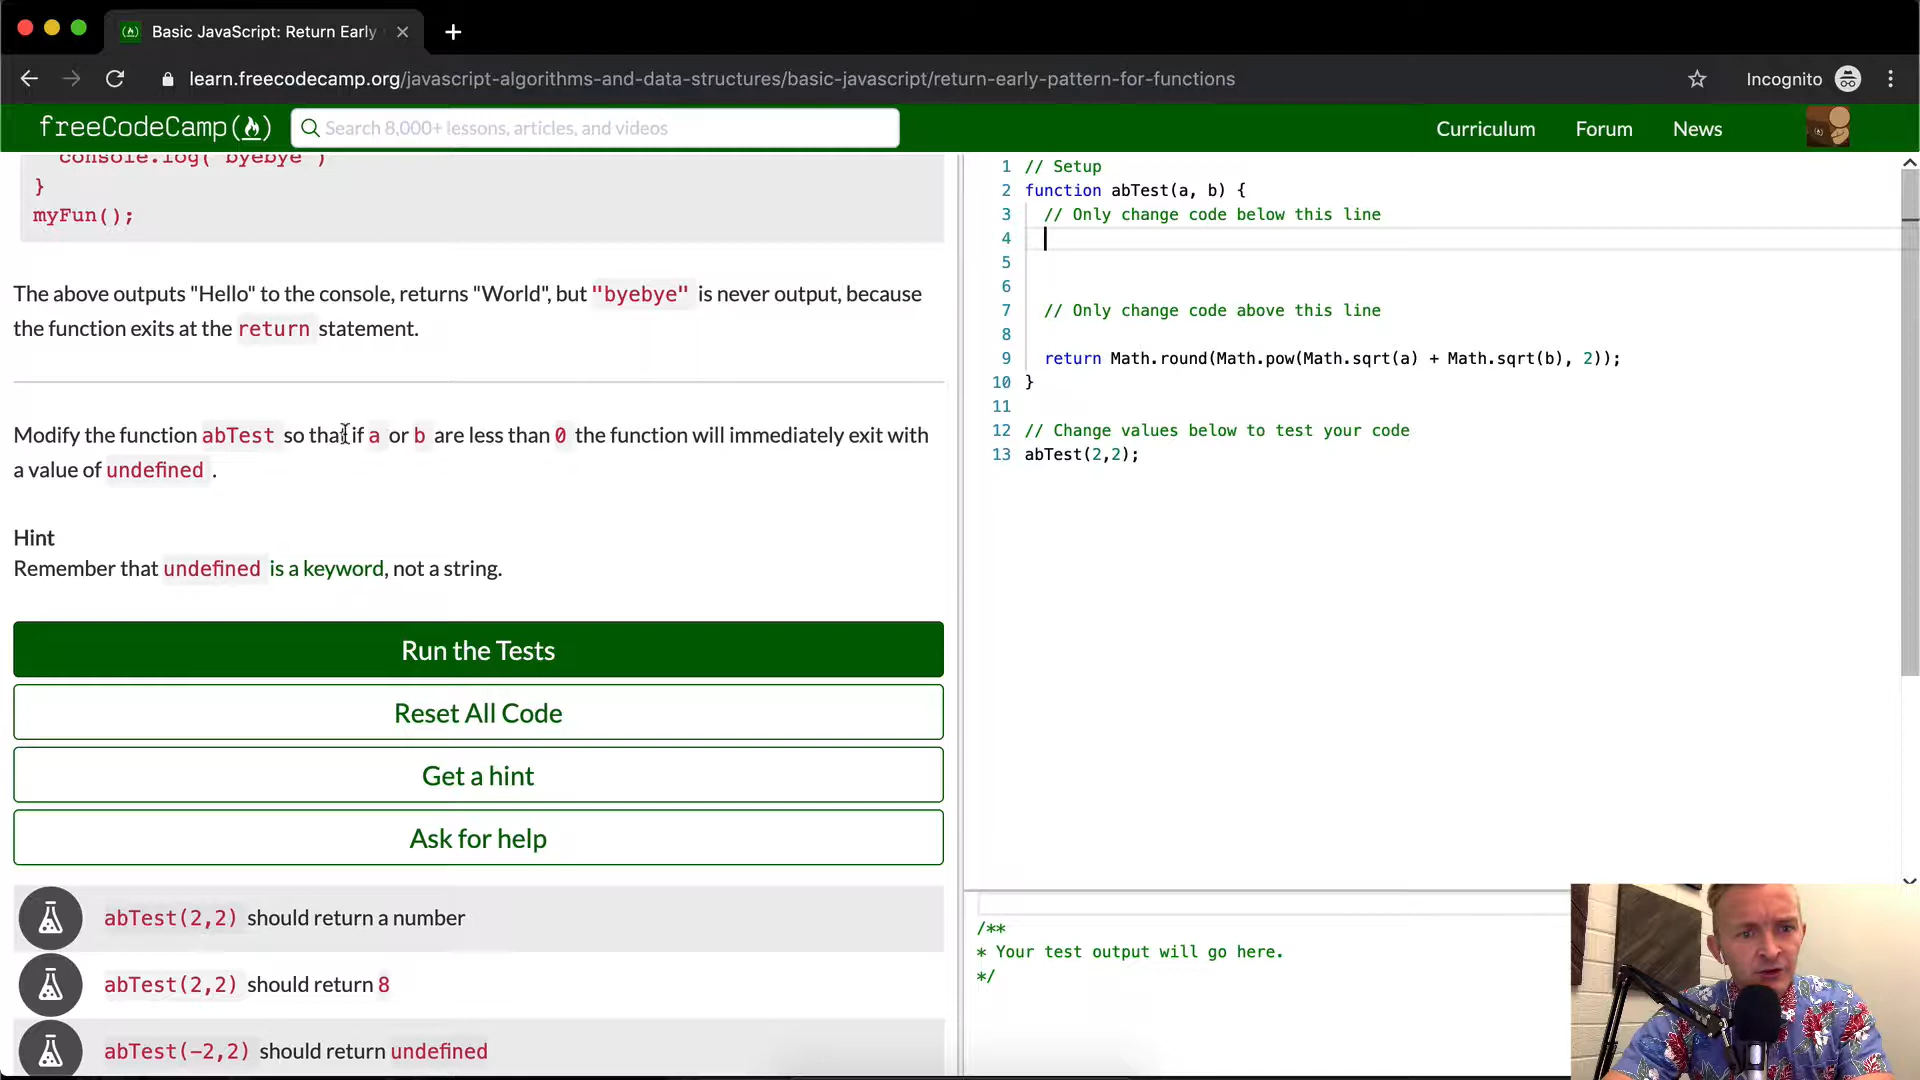 Basic JavaScript: Return Early
learn.freecodecamp.org/javascript-algorithms-and-data-structures/basic-javascript/return-early-pattern-for-functions
Incognito
freeCodeCamp
Search 8,000+ lessons, articles, and videos
Curriculum Forum News
console.log("byebye")
}
myFun();
The above outputs "Hello" to the console, returns "World", but "byebye" is never output, because
the function exits at the return statement.
Modify the function abTest so that if a or b are less than 0 the function will immediately exit with
a value of undefined .
Hint
Remember that undefined is a keyword, not a string.
Run the Tests
Reset All Code
Get a hint
Ask for help
abTest(2,2) should return a number
abTest(2,2) should return 8
abTest(-2,2) should return undefined
1 // Setup
2 function abTest(a, b) {
3 // Only change code below this line
4
5
6
7 // Only change code above this line
8
9 return Math.round(Math.pow(Math.sqrt(a) + Math.sqrt(b), 2));
10 }
11
12 // Change values below to test your code
13 abTest(2,2);
/**
* Your test output will go here.
*/